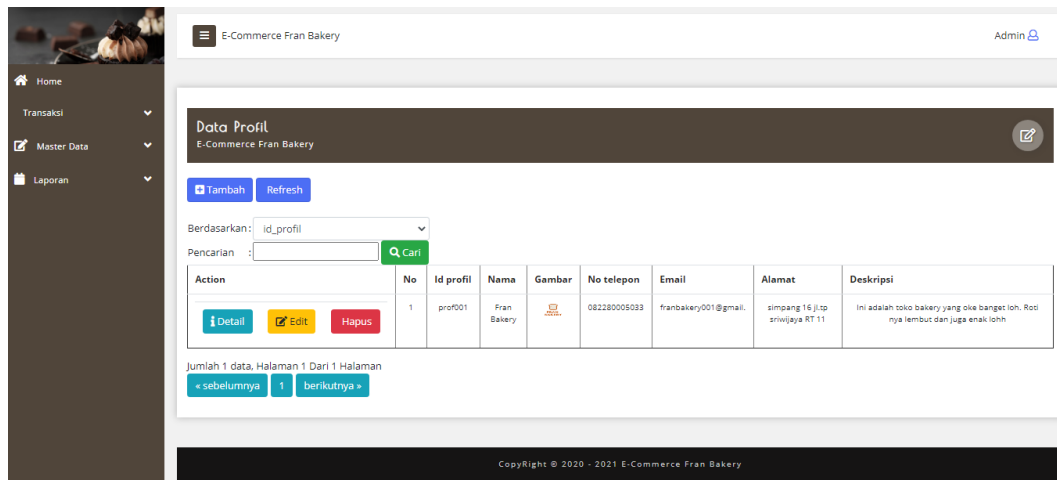 E-Commerce Fran Bakery
Admin
Home
Transaksi
Master Data
Laporan
Data Profil
E-Commerce Fran Bakery
Tambah
Refresh
Berdasarkan :
id_profil
Pencarian :
Cari
Action No Id profil Nama Gambar No telepon Email Alamat Deskripsi
Detail Edit Hapus 1 prof001 Fran 082280005033 franbakery001@gmail. simpang 16 jl.tp Ini adalah toko bakery yang oke banget loh. Roti
Bakery sriwijaya RT 11 nya lembut dan juga enak lohh
Jumlah 1 data, Halaman 1 Dari 1 Halaman
« sebelumnya 1 berikutnya »
CopyRight © 2020 - 2021 E-Commerce Fran Bakery